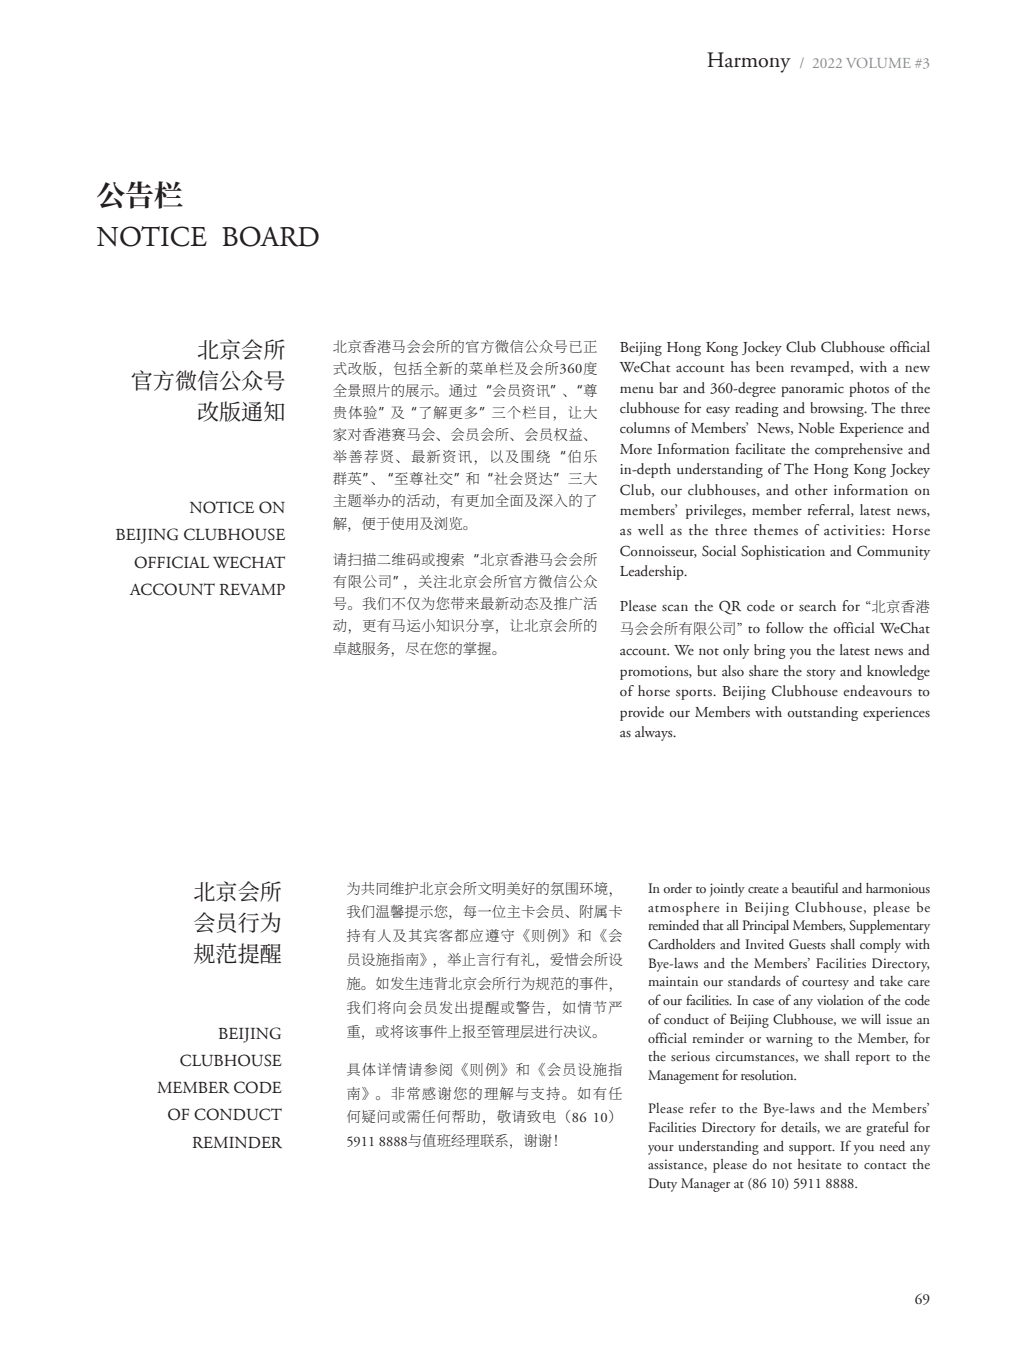 Harmony / 2022 VOLUME #3
公告栏
NOTICE BOARD
北京会所
官方微信公众号
改版通知
NOTICE ON
BEIJING CLUBHOUSE
OFFICIAL WECHAT
ACCOUNT REVAMP
北京香港马会会所的官方微信公众号已正
式改版，包括全新的菜单栏及会所360度
全景照片的展示。通过“会员资讯”、“尊
贵体验”及“了解更多”三个栏目，让大
家对香港赛马会、会员会所、会员权益、
举善荐贤、最新资讯，以及围绕“伯乐
群英”、“至尊社交”和“社会贤达”三大
主题举办的活动，有更加全面及深入的了
解，便于使用及浏览。
请扫描二维码或搜索“北京香港马会会所
有限公司”，关注北京会所官方微信公众
号。我们不仅为您带来最新动态及推广活
动，更有马运小知识分享，让北京会所的
卓越服务，尽在您的掌握。
Beijing Hong Kong Jockey Club Clubhouse official
WeChat account has been revamped, with a new
menu bar and 360-degree panoramic photos of the
clubhouse for easy reading and browsing. The three
columns of Members’ News, Noble Experience and
More Information facilitate the comprehensive and
in-depth understanding of The Hong Kong Jockey
Club, our clubhouses, and other information on
members’ privileges, member referral, latest news,
as well as the three themes of activities: Horse
Connoisseur, Social Sophistication and Community
Leadership.
Please scan the QR code or search for “北京香港
马会会所有限公司” to follow the official WeChat
account. We not only bring you the latest news and
promotions, but also share the story and knowledge
of horse sports. Beijing Clubhouse endeavours to
provide our Members with outstanding experiences
as always.
北京会所
会员行为
规范提醒
BEIJING
CLUBHOUSE
MEMBER CODE
OF CONDUCT
REMINDER
为共同维护北京会所文明美好的氛围环境，
我们温馨提示您，每一位主卡会员、附属卡
持有人及其宾客都应遵守《则例》和《会
员设施指南》，举止言行有礼，爱惜会所设
施。如发生违背北京会所行为规范的事件，
我们将向会员发出提醒或警告，如情节严
重，或将该事件上报至管理层进行决议。
具体详情请参阅《则例》和《会员设施指
南》。非常感谢您的理解与支持。如有任
何疑问或需任何帮助，敬请致电（86 10）
5911 8888与值班经理联系，谢谢！
In order to jointly create a beautiful and harmonious
atmosphere in Beijing Clubhouse, please be
reminded that all Principal Members, Supplementary
Cardholders and Invited Guests shall comply with
Bye-laws and the Members’ Facilities Directory,
maintain our standards of courtesy and take care
of our facilities. In case of any violation of the code
of conduct of Beijing Clubhouse, we will issue an
official reminder or warning to the Member, for
the serious circumstances, we shall report to the
Management for resolution.
Please refer to the Bye-laws and the Members’
Facilities Directory for details, we are grateful for
your understanding and support. If you need any
assistance, please do not hesitate to contact the
Duty Manager at (86 10) 5911 8888.
69